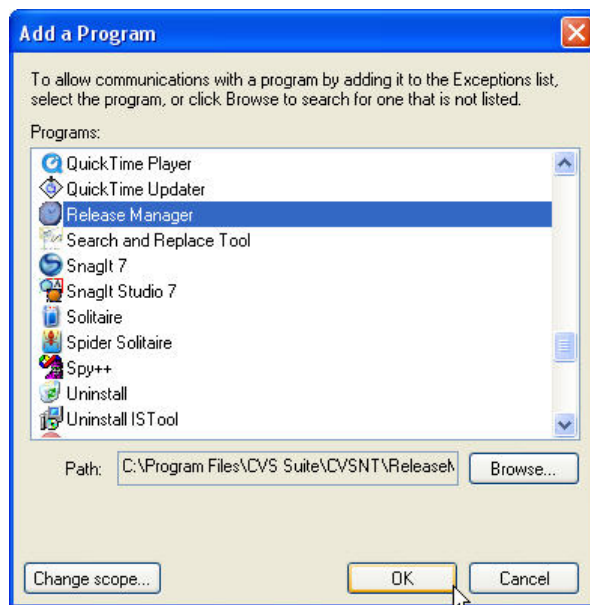 Add a Program
To allow communications with a program by adding it to the Exceptions list,
select the program, or click Browse to search for one that is not listed.
Programs:
QuickTime Player
QuickTime Updater
Release Manager
Search and Replace Tool
SnagIt 7
SnagIt Studio 7
Solitaire
Spider Solitaire
Spy++
Uninstall
Uninstall ISTool
Path: C:\Program Files\CVS Suite\CVSNT\ReleaseM Browse...
Change scope... OK Cancel